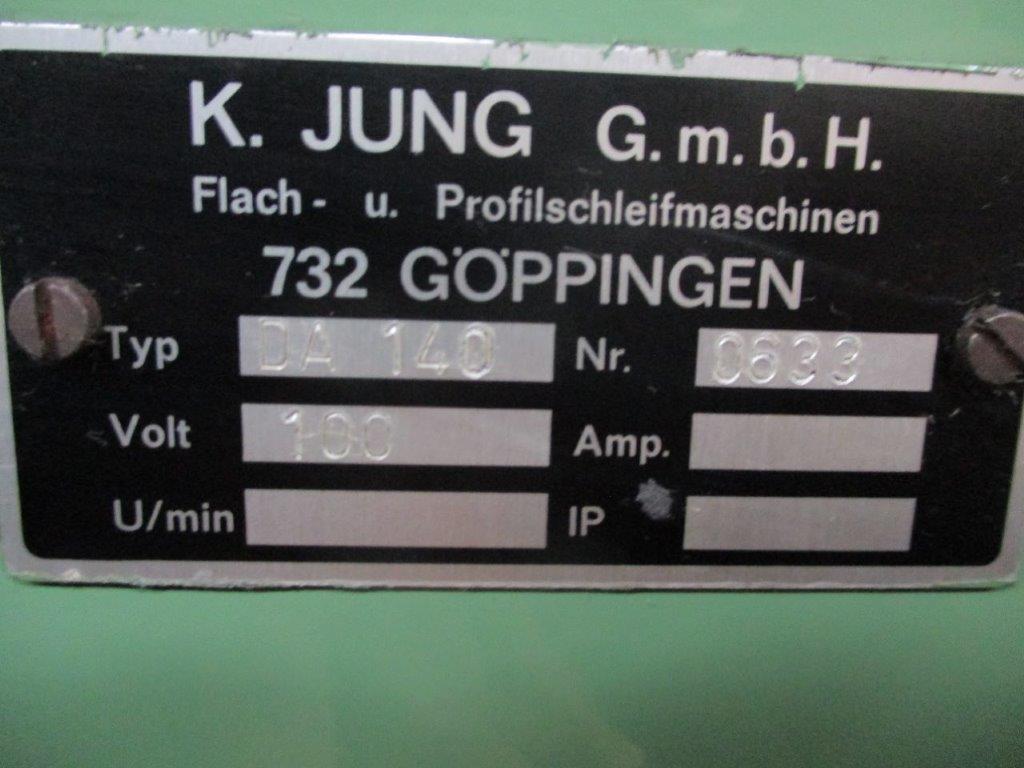 K. JUNG G.m.b.H.
Flach- u. Profilschleifmaschinen
732 GÖPPINGEN
Typ DA 140 Nr. 0633
Volt 100 Amp.
U/min IP